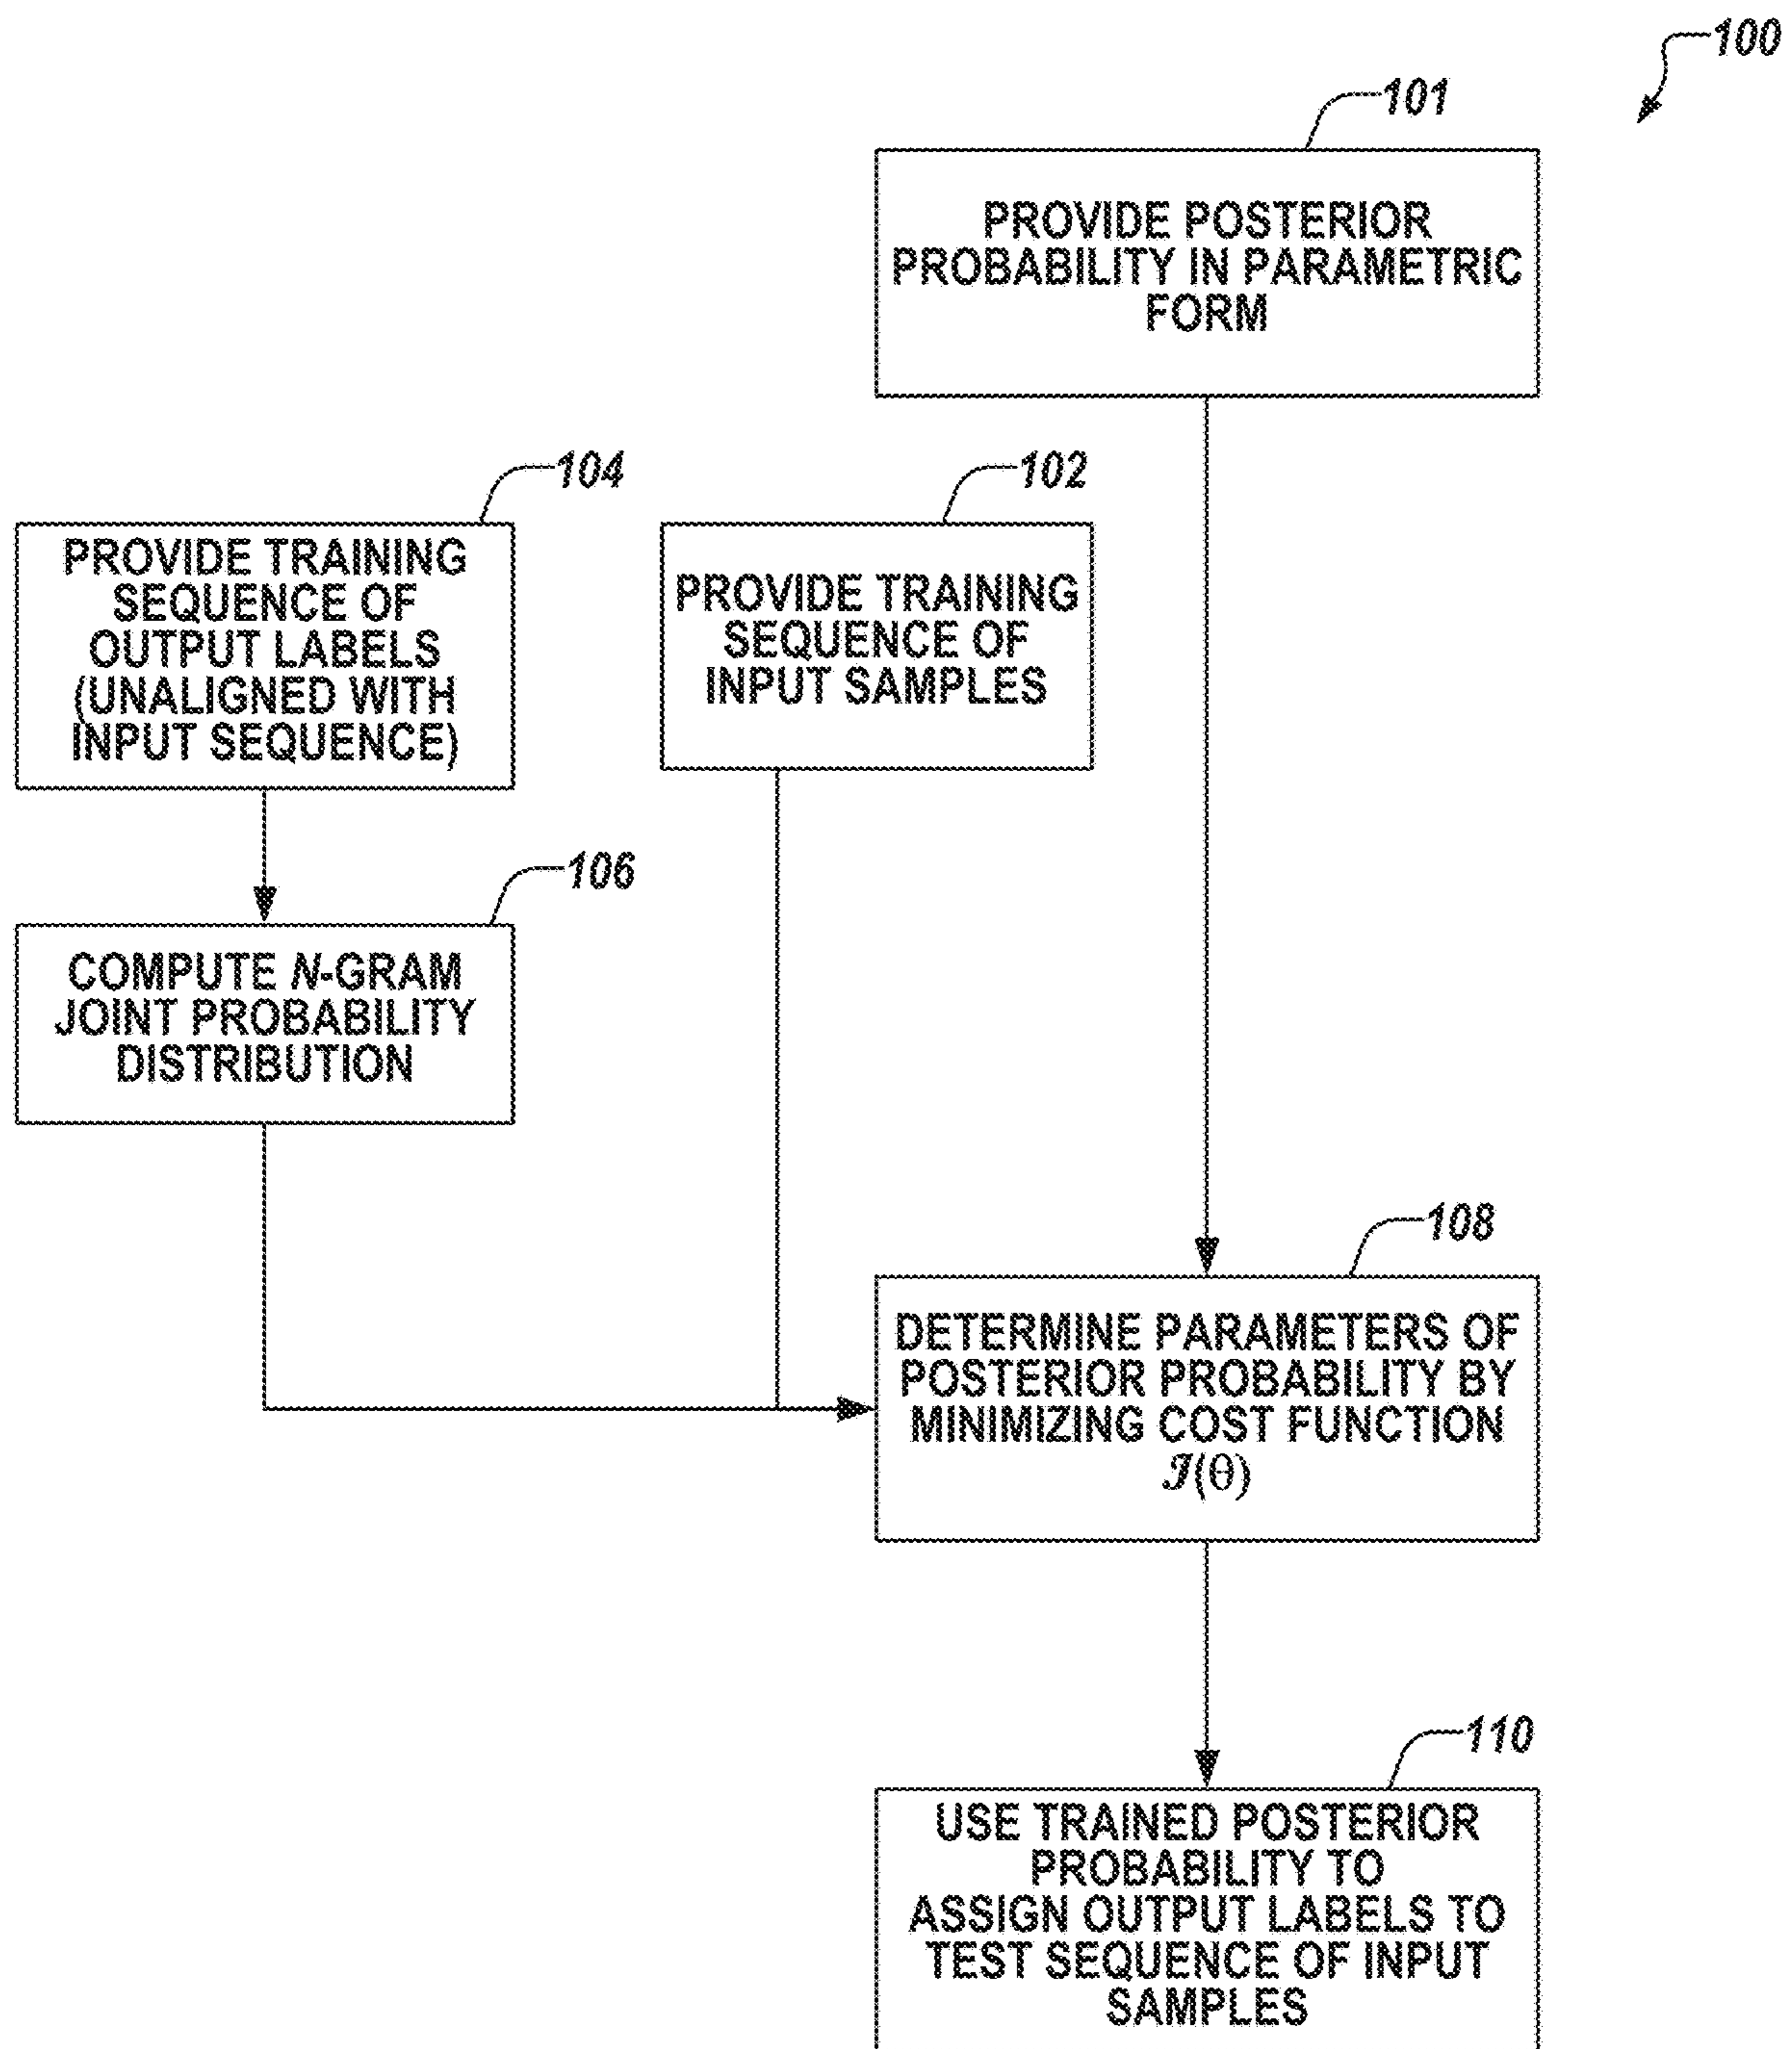 100
101
PROVIDE POSTERIOR
PROBABILITY IN PARAMETRIC
FORM
104
PROVIDE TRAINING
SEQUENCE OF
OUTPUT LABELS
(UNALIGNED WITH
INPUT SEQUENCE)
102
PROVIDE TRAINING
SEQUENCE OF
INPUT SAMPLES
106
COMPUTE N-GRAM
JOINT PROBABILITY
DISTRIBUTION
108
DETERMINE PARAMETERS OF
POSTERIOR PROBABILITY BY
MINIMIZING COST FUNCTION
𝒥(θ)
110
USE TRAINED POSTERIOR
PROBABILITY TO
ASSIGN OUTPUT LABELS TO
TEST SEQUENCE OF INPUT
SAMPLES